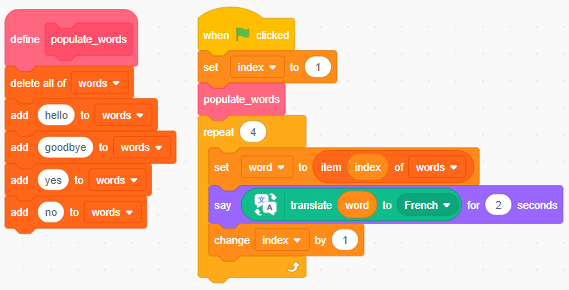 define populate_words
delete all of words
add hello to words
add goodbye to words
add yes to words
add no to words
when clicked
set index to 1
populate_words
repeat 4
set word to item index of words
say translate word to French for 2 seconds
change index by 1